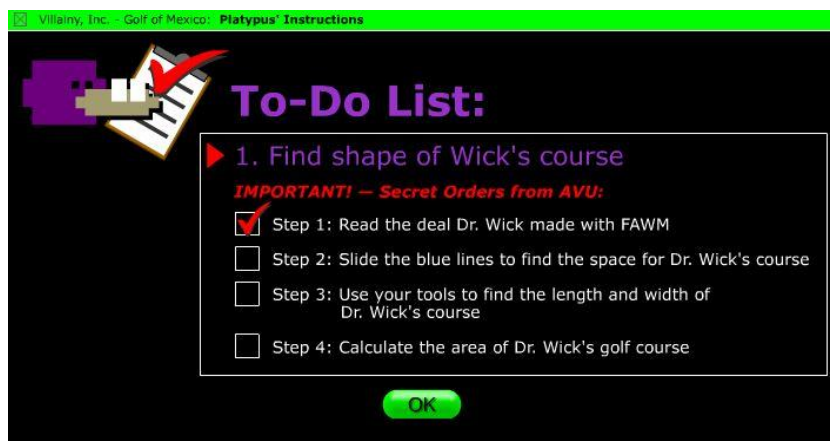 Villainy, Inc. - Golf of Mexico: Platypus' Instructions
To-Do List:
1. Find shape of Wick's course
IMPORTANT! — Secret Orders from AVU:
Step 1: Read the deal Dr. Wick made with FAWM
Step 2: Slide the blue lines to find the space for Dr. Wick's course
Step 3: Use your tools to find the length and width of
Dr. Wick's course
Step 4: Calculate the area of Dr. Wick's golf course
OK